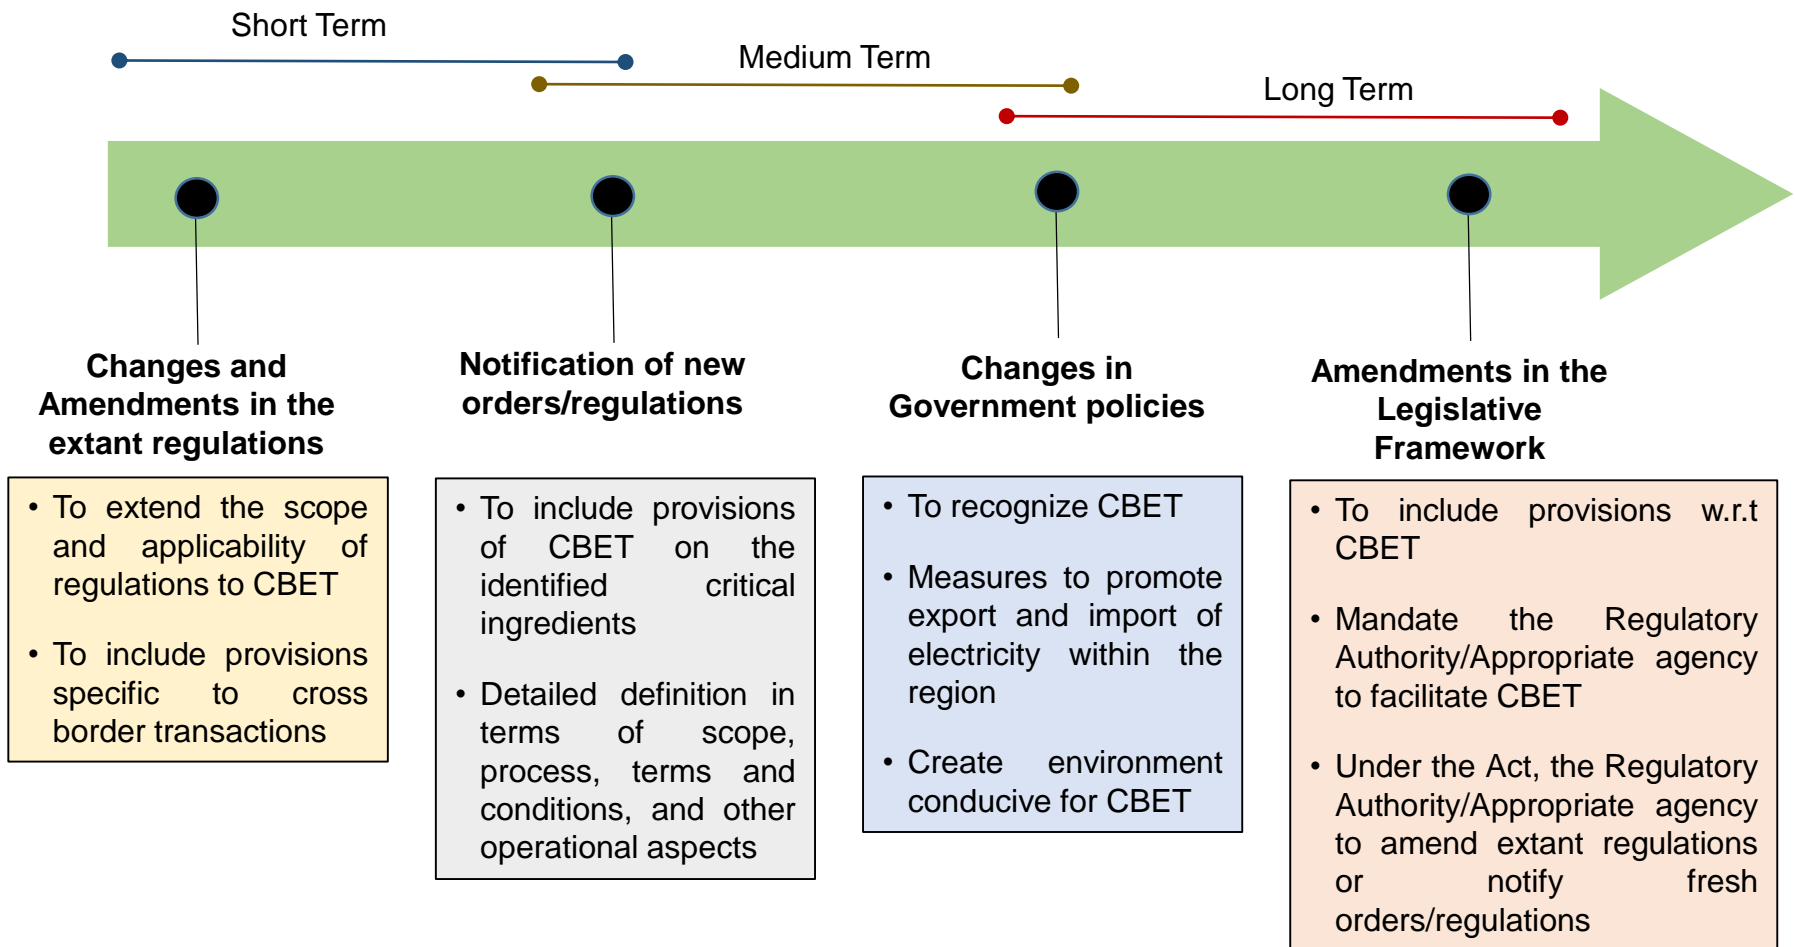 Short Term
Medium Term
Long Term
Changes and
Amendments in the
extant regulations
• To extend the scope
and applicability of
regulations to CBET
• To include provisions
specific to cross
border transactions
Notification of new
orders/regulations
• To include provisions
of CBET on the
identified critical
ingredients
• Detailed definition in
terms of scope,
process, terms and
conditions, and other
operational aspects
Changes in
Government policies
• To recognize CBET
• Measures to promote
export and import of
electricity within the
region
• Create environment
conducive for CBET
Amendments in the
Legislative
Framework
• To include provisions w.r.t
CBET
• Mandate the Regulatory
Authority/Appropriate agency
to facilitate CBET
• Under the Act, the Regulatory
Authority/Appropriate agency
to amend extant regulations
or notify fresh
orders/regulations